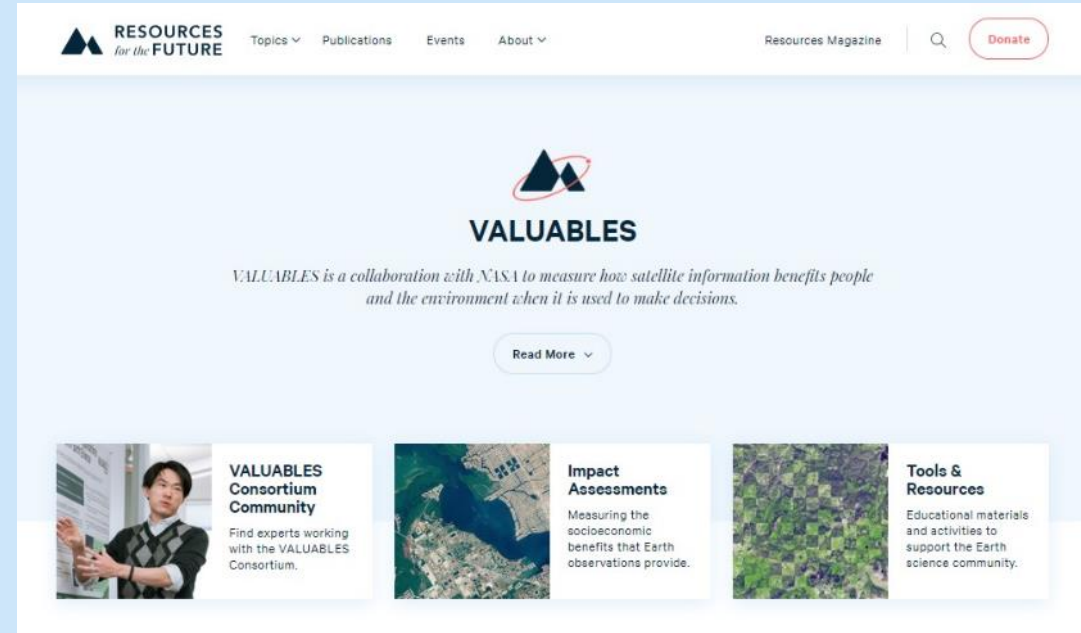 RESOURCES
for the FUTURE
Topics
Publications
Events
About
Resources Magazine
Donate
VALUABLES
VALUABLES is a collaboration with NASA to measure how satellite information benefits people
and the environment when it is used to make decisions.
Read More
VALUABLES
Consortium
Community
Find experts working
with the VALUABLES
Consortium.
Impact
Assessments
Measuring the
socioeconomic
benefits that Earth
observations provide.
Tools &
Resources
Educational materials
and activities to
support the Earth
science community.